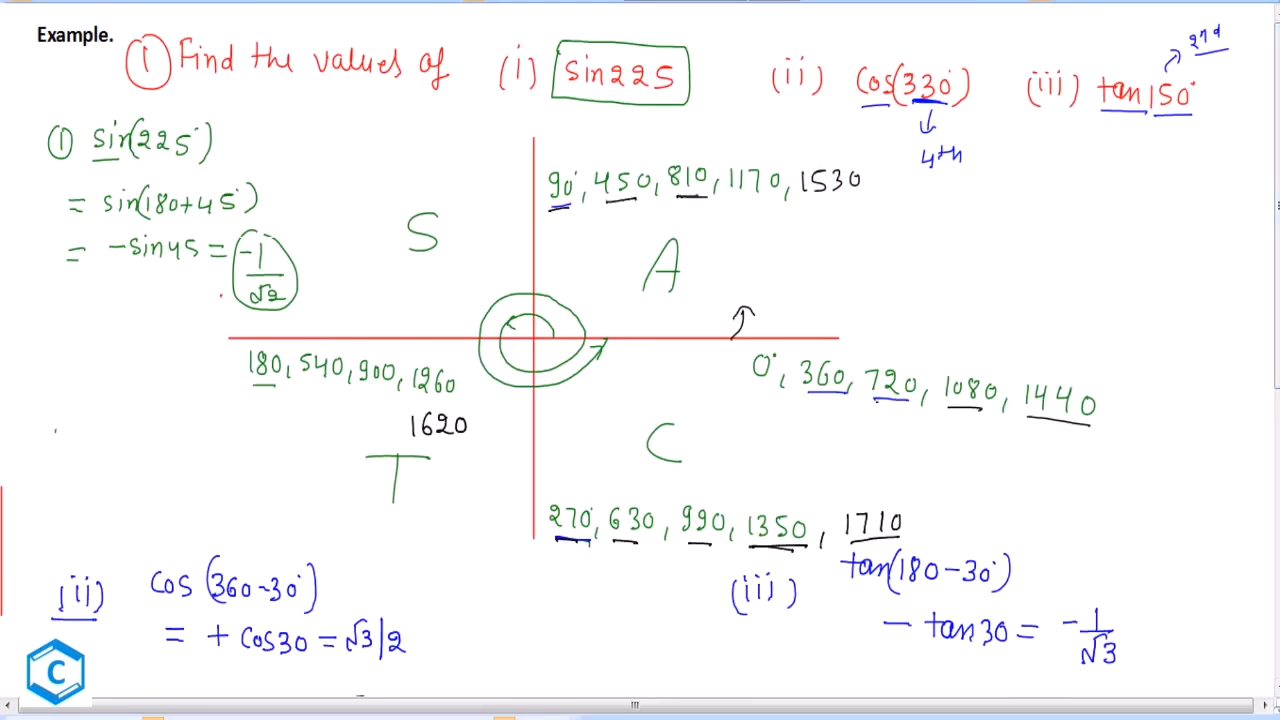 Example.
① Find the values of (i) sin225 (ii) cos(330°) (iii) tan150°
2nd
4th
① sin(225°)
= sin(180+45°)
= -sin45 = -1/√2
90°, 450, 810, 1170, 1530
S
A
180, 540, 900, 1260
1620
0°, 360, 720, 1080, 1440
T
C
270°, 630, 990, 1350, 1710
(ii) cos(360-30°)
= + cos30 = √3/2
(iii) tan(180-30°)
- tan30 = -1/√3
C